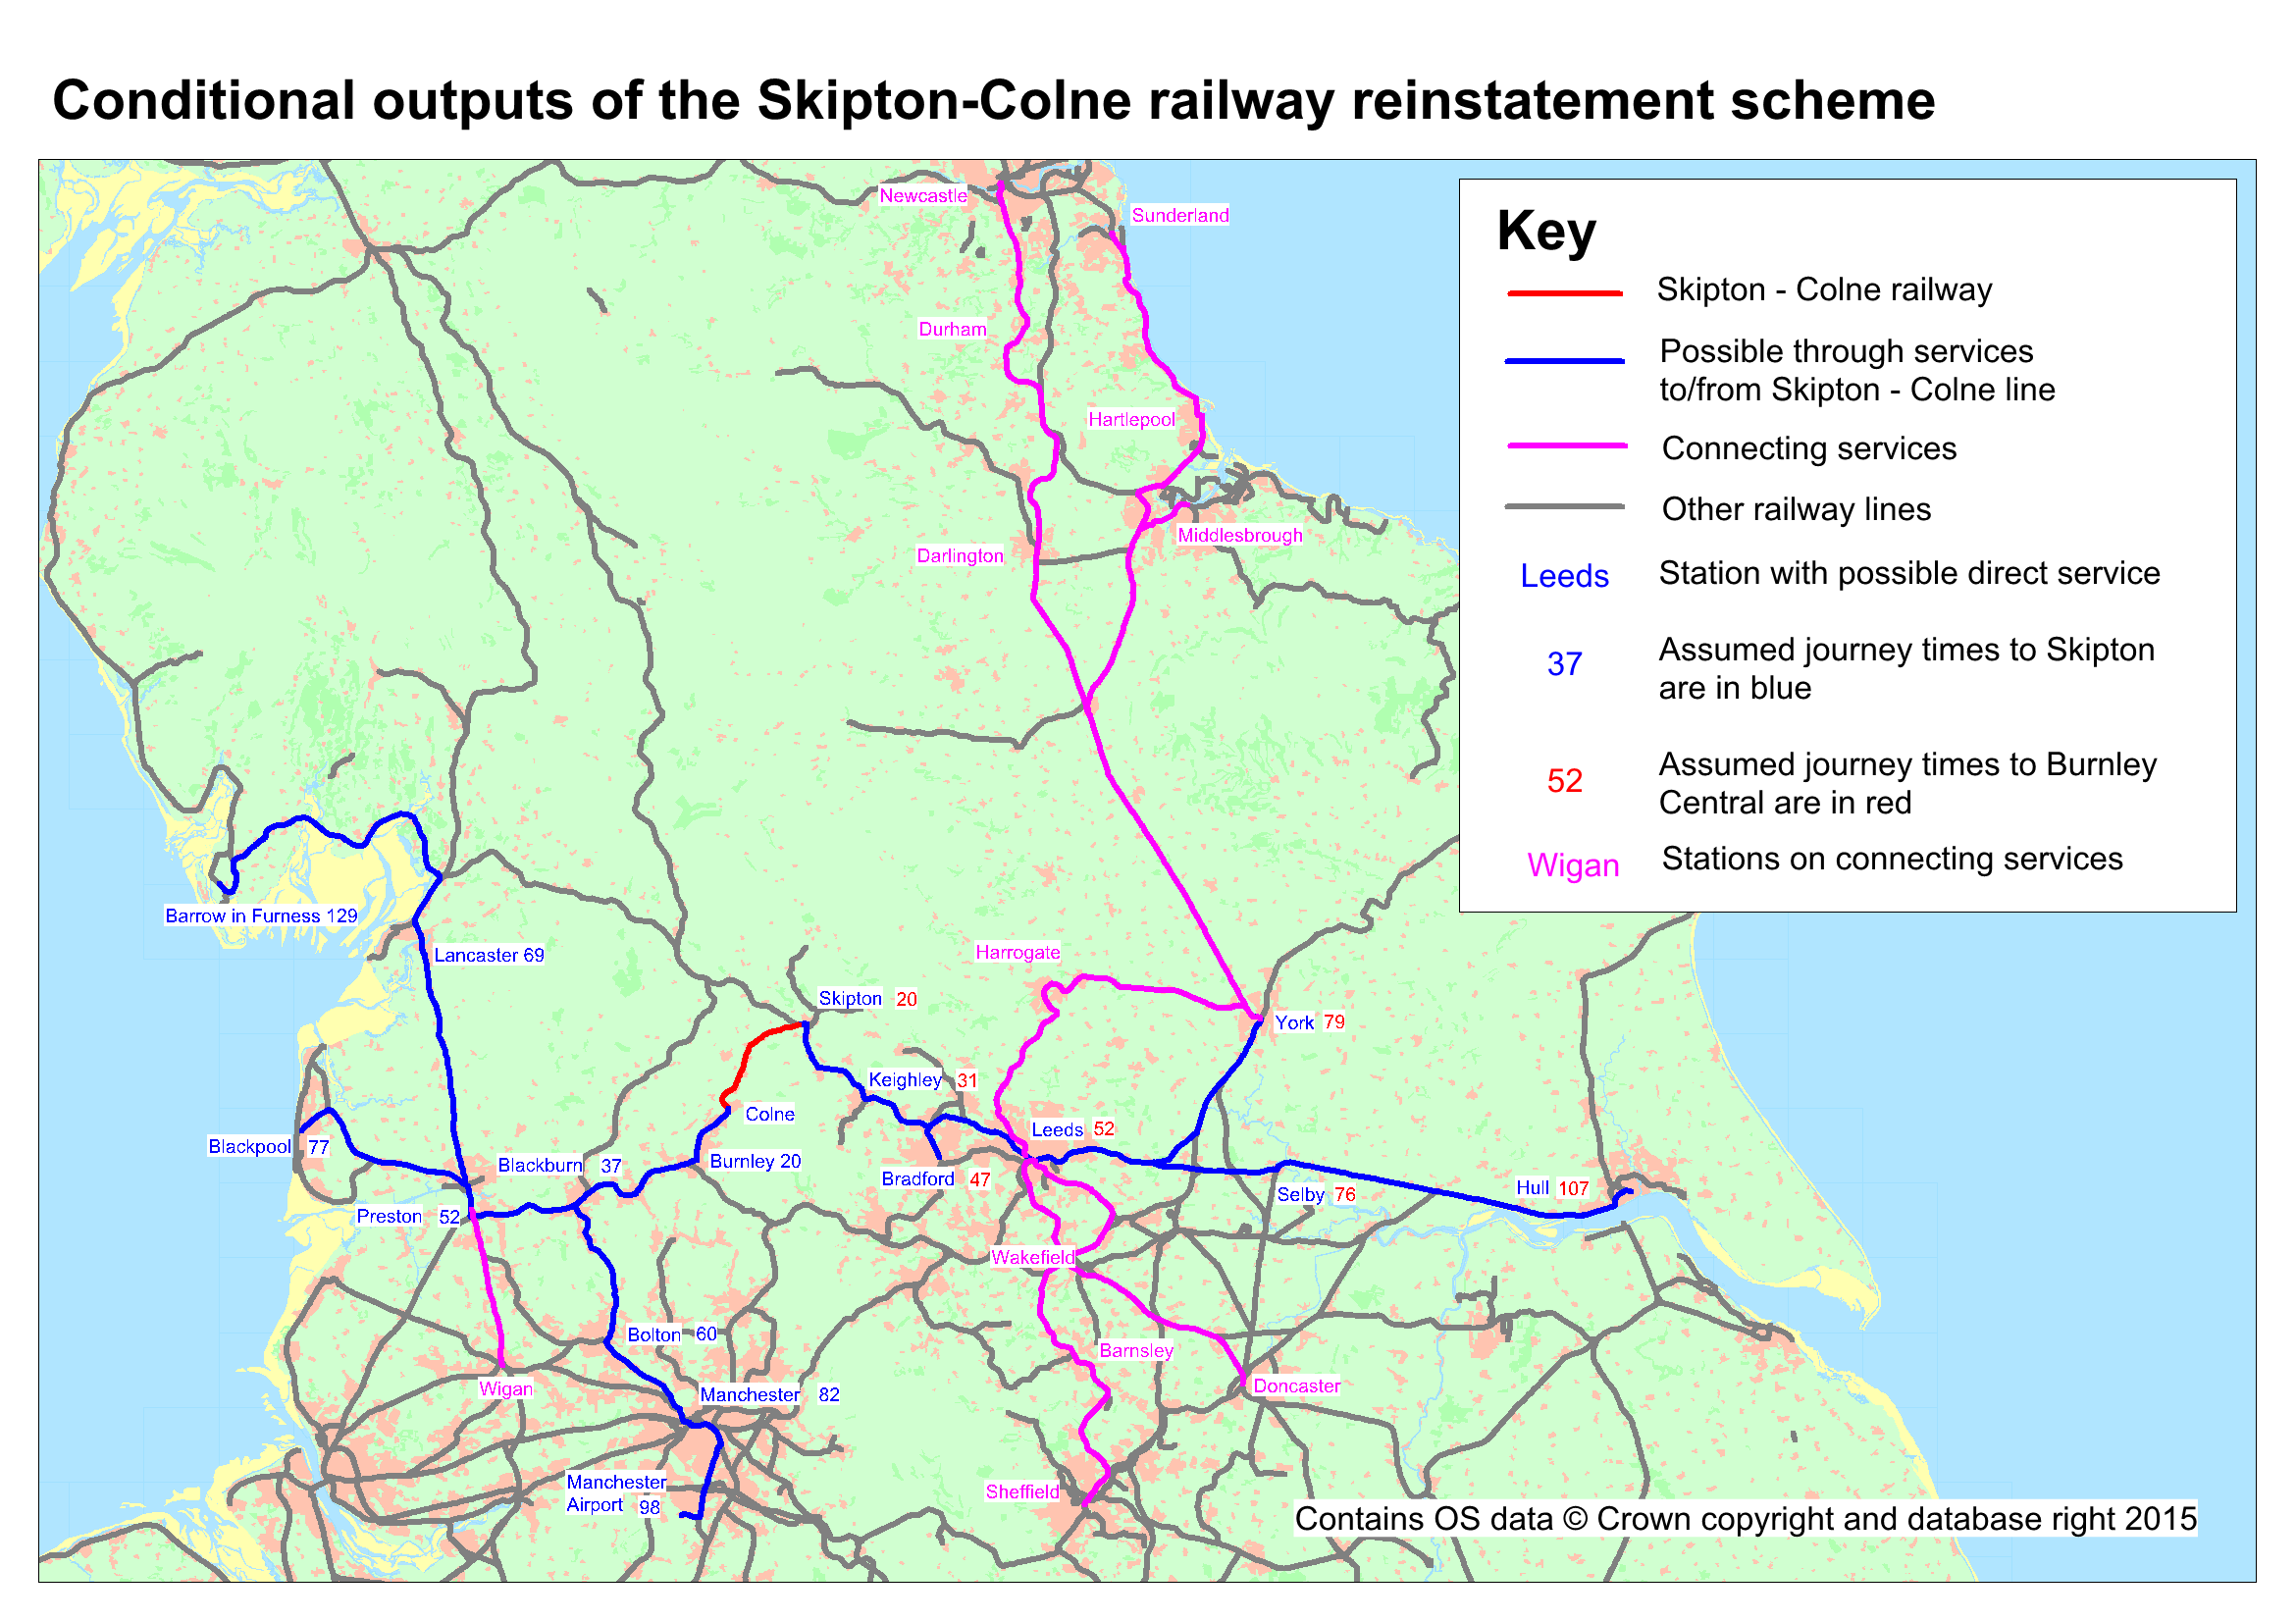 Conditional outputs of the Skipton-Colne railway reinstatement scheme
Key
Skipton - Colne railway
Possible through services
to/from Skipton - Colne line
Connecting services
Other railway lines
Leeds Station with possible direct service
37 Assumed journey times to Skipton
are in blue
52 Assumed journey times to Burnley
Central are in red
Wigan Stations on connecting services
Newcastle
Sunderland
Durham
Hartlepool
Middlesbrough
Darlington
Barrow in Furness 129
Lancaster 69
Harrogate
Skipton 20
York 79
Keighley 31
Colne
Leeds 52
Blackpool 77
Blackburn 37
Burnley 20
Bradford 47
Selby 76
Hull 107
Preston 52
Wakefield
Bolton 60
Barnsley
Wigan
Manchester 82
Doncaster
Manchester
Airport 98
Sheffield
Contains OS data © Crown copyright and database right 2015